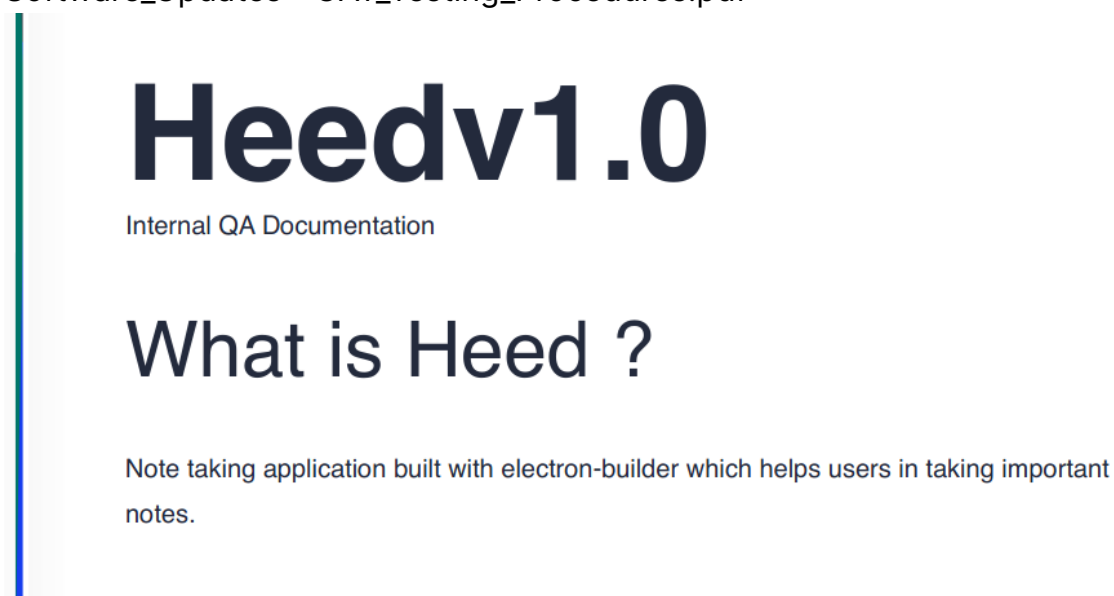 Heedv1.0
Internal QA Documentation
What is Heed ?
Note taking application built with electron-builder which helps users in taking important
notes.